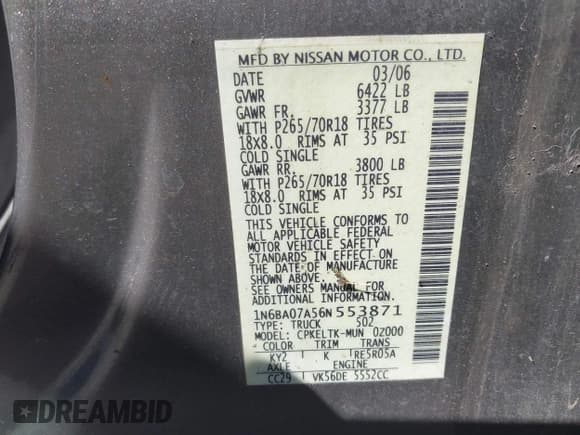 MFD BY NISSAN MOTOR CO., LTD.
DATE 03/06
GVWR 6422 LB
GAWR FR. 3377 LB
WITH P265/70R18 TIRES
18X8.0 RIMS AT 35 PSI
COLD SINGLE
GAWR RR. 3800 LB
WITH P265/70R18 TIRES
18X8.0 RIMS AT 35 PSI
COLD SINGLE
THIS VEHICLE CONFORMS TO
ALL APPLICABLE FEDERAL
MOTOR VEHICLE SAFETY
STANDARDS IN EFFECT ON
THE DATE OF MANUFACTURE
SHOWN ABOVE.
SEE OWNERS MANUAL FOR
ADDITIONAL INFORMATION.
1N6BA07A56N553871
TYPE: TRUCK 502
MODEL: CPKELTK-MUN 0Z000
COLOR TRIM TRANS
KY2 K RE5R05A
AXLE ENGINE
CC29 VK56DE 5552CC
DREAMBID